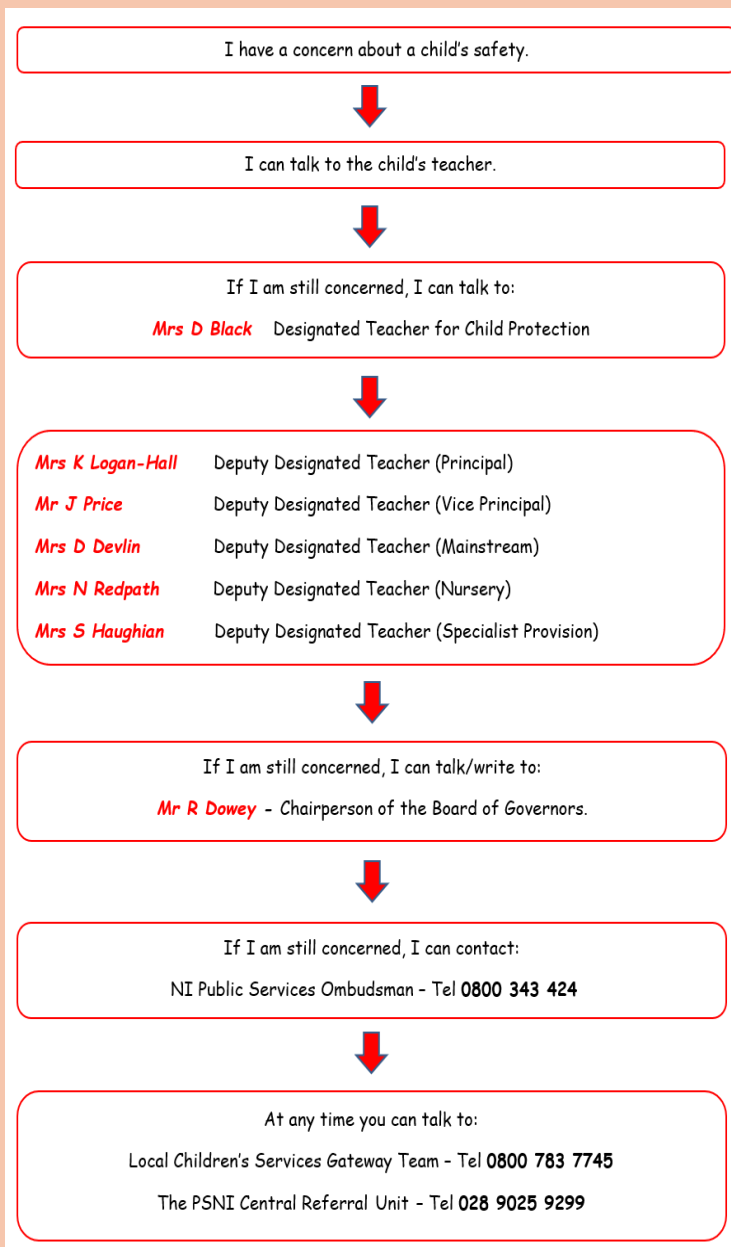 I have a concern about a child's safety.
I can talk to the child's teacher.
If I am still concerned, I can talk to:
Mrs D Black Designated Teacher for Child Protection
Mrs K Logan-Hall Deputy Designated Teacher (Principal)
Mr J Price Deputy Designated Teacher (Vice Principal)
Mrs D Devlin Deputy Designated Teacher (Mainstream)
Mrs N Redpath Deputy Designated Teacher (Nursery)
Mrs S Haughian Deputy Designated Teacher (Specialist Provision)
If I am still concerned, I can talk/write to:
Mr R Dowey – Chairperson of the Board of Governors.
If I am still concerned, I can contact:
NI Public Services Ombudsman – Tel 0800 343 424
At any time you can talk to:
Local Children's Services Gateway Team – Tel 0800 783 7745
The PSNI Central Referral Unit – Tel 028 9025 9299